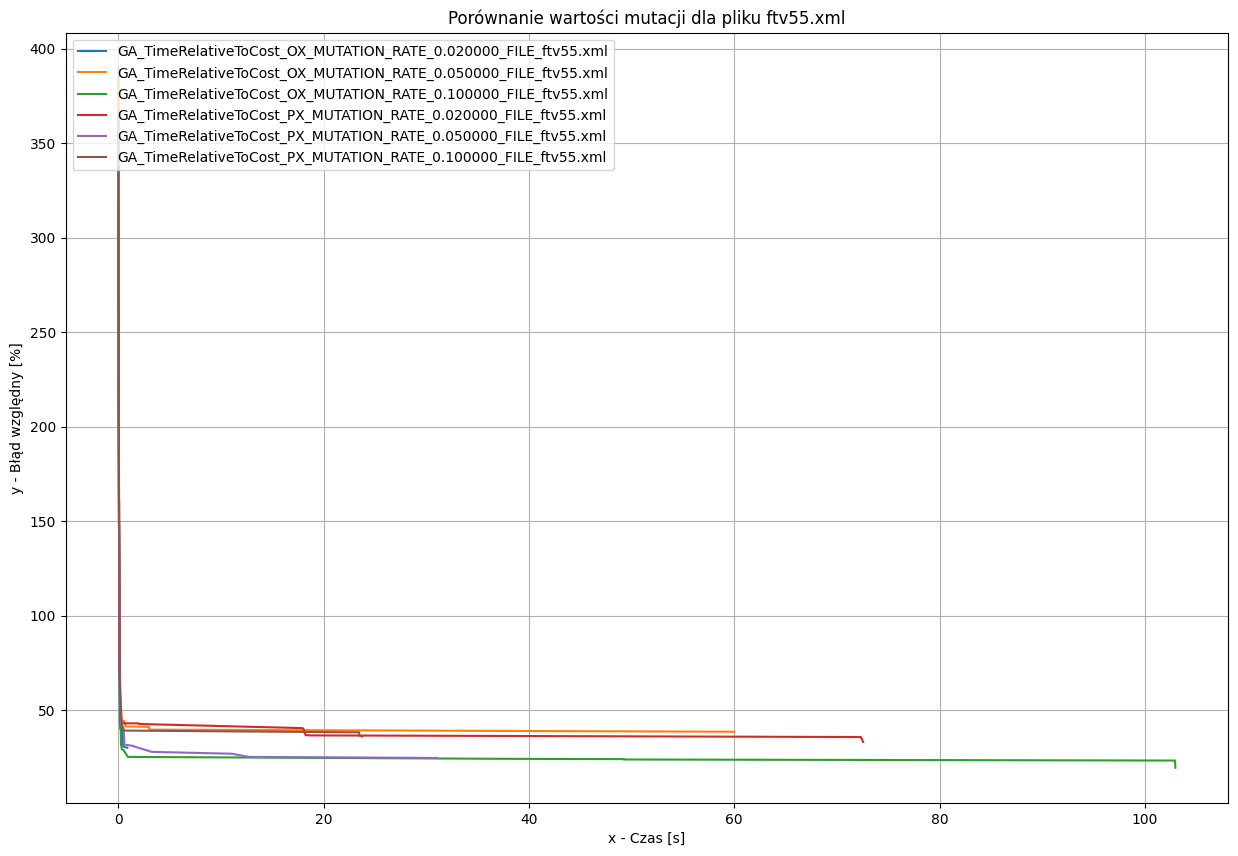 Porównanie wartości mutacji dla pliku ftv55.xml
GA_TimeRelativeToCost_OX_MUTATION_RATE_0.020000_FILE_ftv55.xml
GA_TimeRelativeToCost_OX_MUTATION_RATE_0.050000_FILE_ftv55.xml
GA_TimeRelativeToCost_OX_MUTATION_RATE_0.100000_FILE_ftv55.xml
GA_TimeRelativeToCost_PX_MUTATION_RATE_0.020000_FILE_ftv55.xml
GA_TimeRelativeToCost_PX_MUTATION_RATE_0.050000_FILE_ftv55.xml
GA_TimeRelativeToCost_PX_MUTATION_RATE_0.100000_FILE_ftv55.xml
400
350
300
250
200
150
100
50
y - Błąd względny [%]
0 20 40 60 80 100
x - Czas [s]